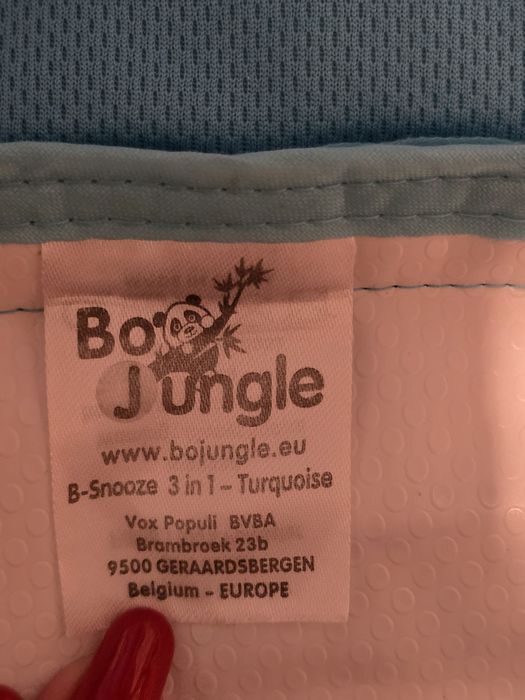 Bo
Jungle
www.bojungle.eu
B-Snooze 3 in 1 - Turquoise
Vox Populi BVBA
Brambroek 23b
9500 GERAARDSBERGEN
Belgium - EUROPE